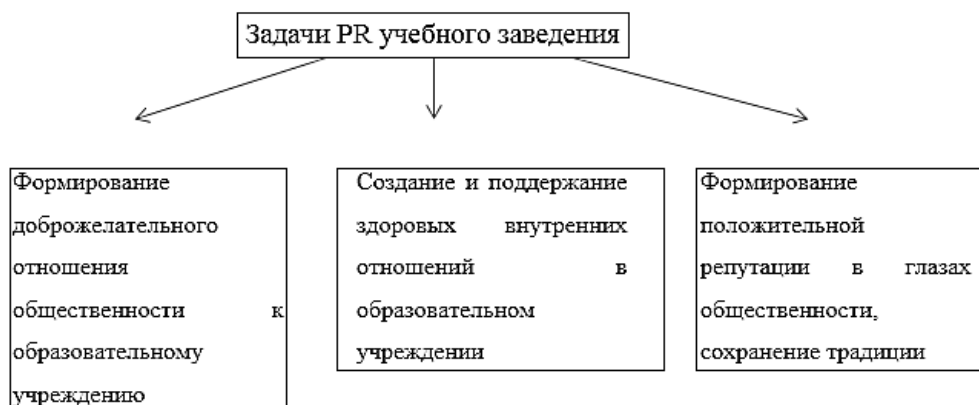 Задачи PR учебного заведения
Формирование
доброжелательного
отношения
общественности к
образовательному
учреждению
Создание и поддержание
здоровых внутренних
отношений в
образовательном
учреждении
Формирование
положительной
репутации в глазах
общественности,
сохранение традиции